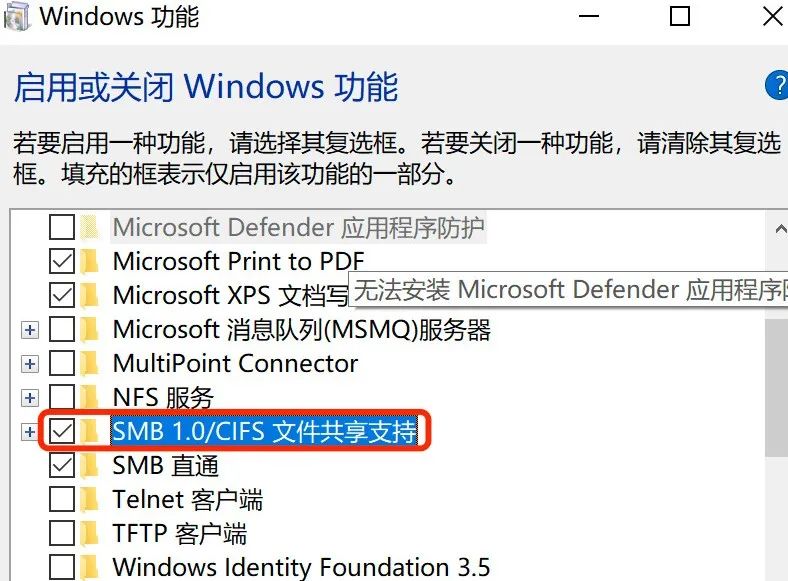 Windows 功能
启用或关闭 Windows 功能
?
若要启用一种功能，请选择其复选框。若要关闭一种功能，请清除其复选
框。填充的框表示仅启用该功能的一部分。
Microsoft Defender 应用程序防护
Microsoft Print to PDF
Microsoft XPS 文档写
无法安装 Microsoft Defender 应用程序
Microsoft 消息队列(MSMQ)服务器
MultiPoint Connector
NFS 服务
SMB 1.0/CIFS 文件共享支持
SMB 直通
Telnet 客户端
TFTP 客户端
Windows Identity Foundation 3.5